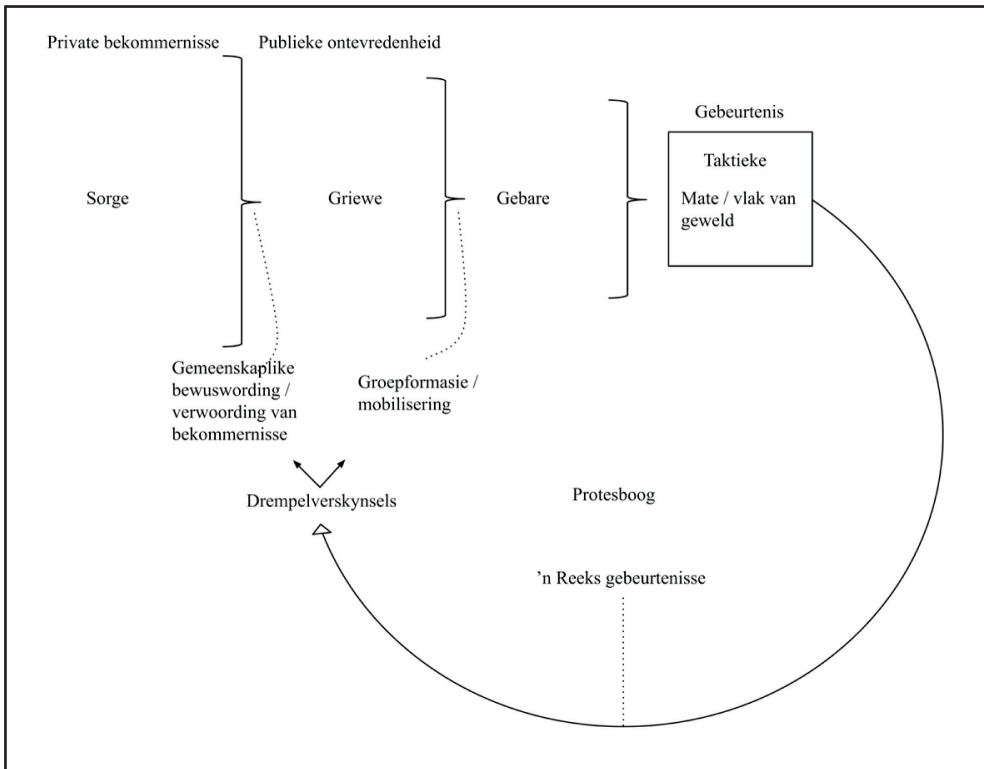 Private bekommernisse
Publieke ontevredenheid
Gebeurtenis
Taktieke
Mate / vlak van
geweld
Sorge
Griewe
Gebare
Gemeenskaplike
bewuswording /
verwoording van
bekommernisse
Groepformasie /
mobilisering
Drempelverskynsels
Protesboog
’n Reeks gebeurtenisse